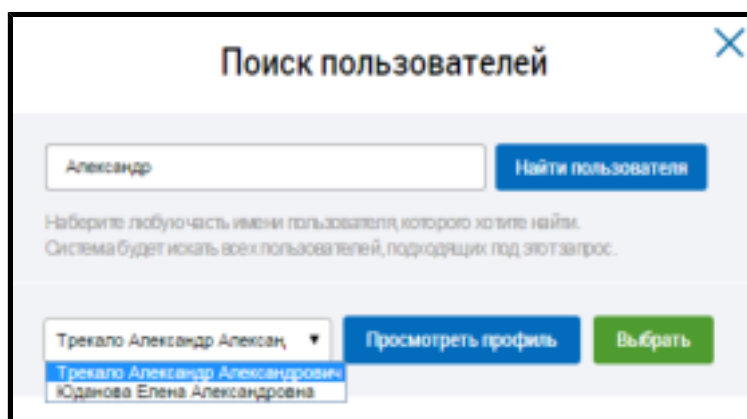 Поиск пользователей
Александр
Найти пользователя
Наберите любую часть имени пользователя, которого хотите найти.
Система будет искать всех пользователей, подходящих под этот запрос.
Трекало Александр Алексан,
Просмотреть профиль
Выбрать
Трекало Александр Александрович
Юданова Елена Александровна